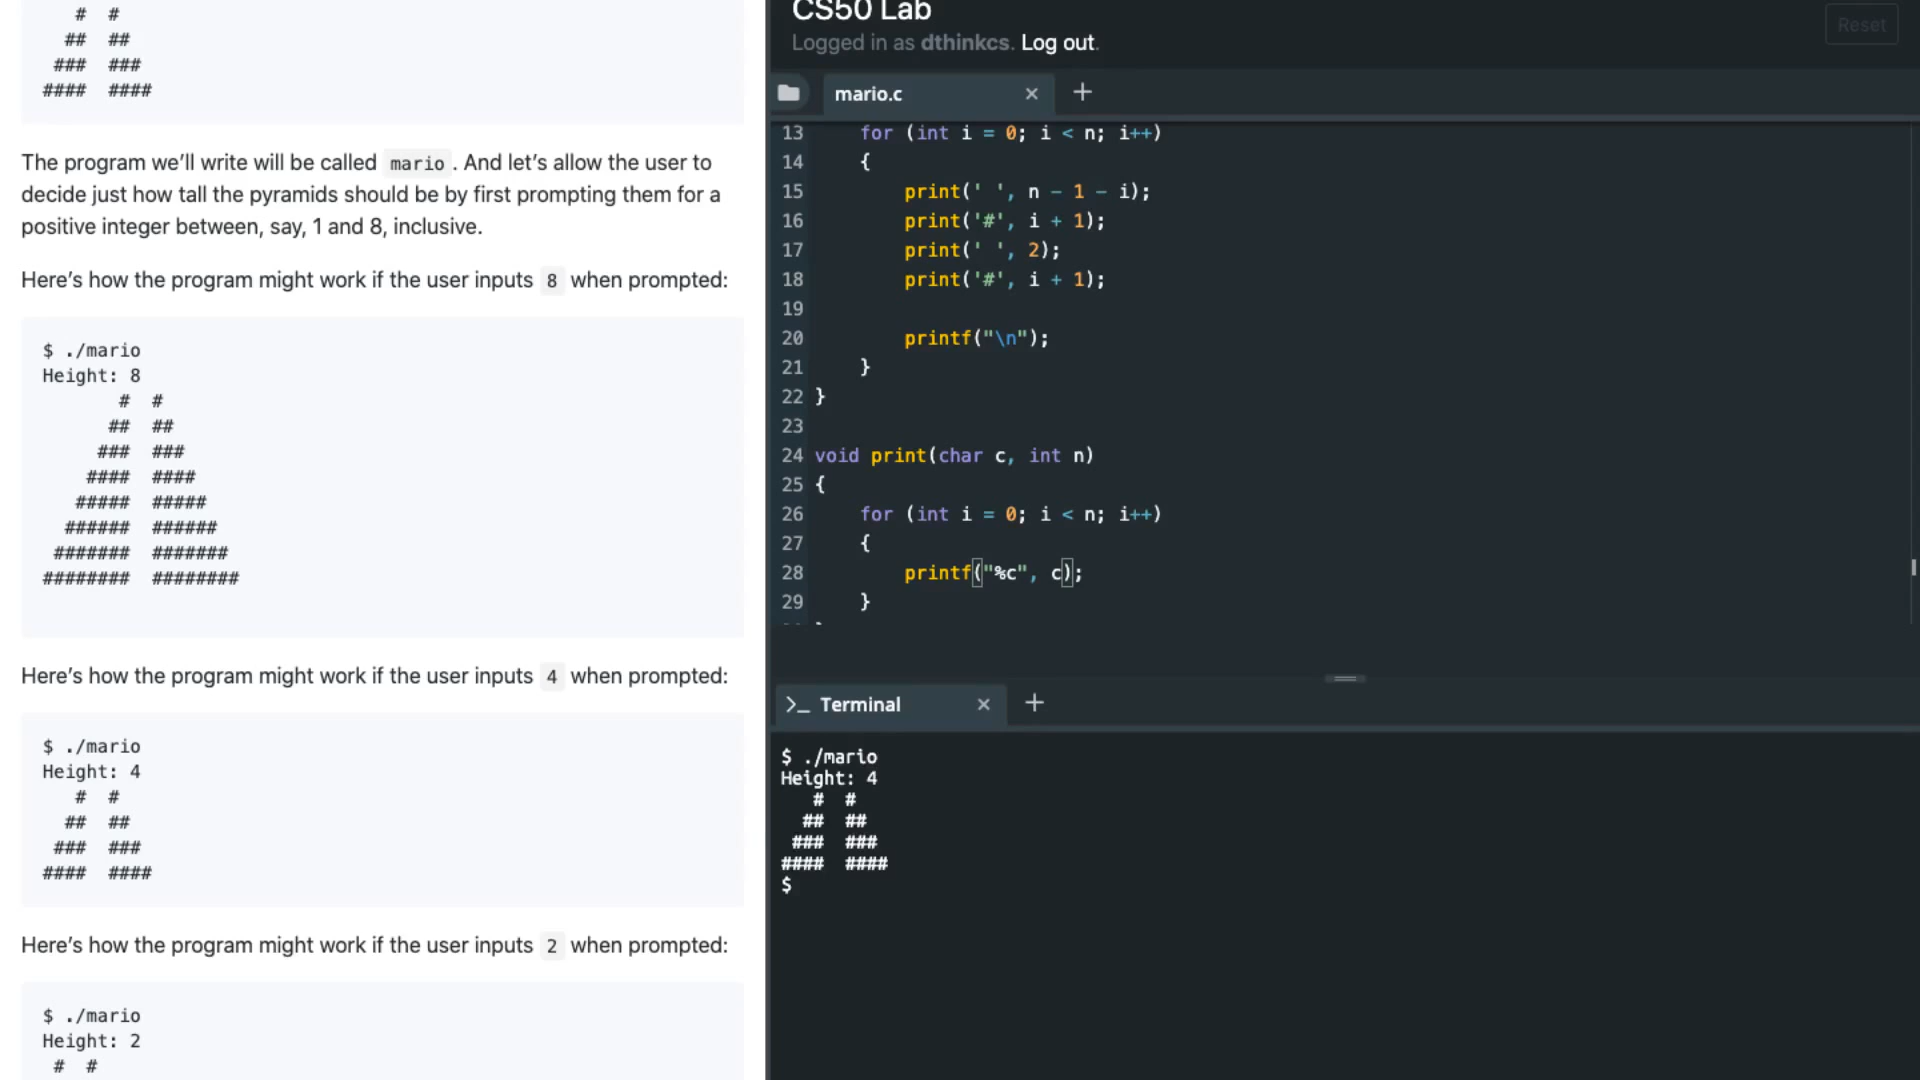 #  #
  ##  ##
 ###  ###
####  ####
The program we’ll write will be called mario . And let’s allow the user to
decide just how tall the pyramids should be by first prompting them for a
positive integer between, say, 1 and 8, inclusive.
Here’s how the program might work if the user inputs 8 when prompted:
$ ./mario
Height: 8
       #  #
      ##  ##
     ###  ###
    ####  ####
   #####  #####
  ######  ######
 #######  #######
########  ########
Here’s how the program might work if the user inputs 4 when prompted:
$ ./mario
Height: 4
   #  #
  ##  ##
 ###  ###
####  ####
Here’s how the program might work if the user inputs 2 when prompted:
$ ./mario
Height: 2
 #  #
CS50 Lab
Logged in as dthinkcs. Log out.
Reset
mario.c × +
13     for (int i = 0; i < n; i++)
14     {
15         print(' ', n - 1 - i);
16         print('#', i + 1);
17         print(' ', 2);
18         print('#', i + 1);
19
20         printf("\n");
21     }
22 }
23
24 void print(char c, int n)
25 {
26     for (int i = 0; i < n; i++)
27     {
28         printf("%c", c);
29     }
>_ Terminal × +
$ ./mario
Height: 4
   #  #
  ##  ##
 ###  ###
####  ####
$